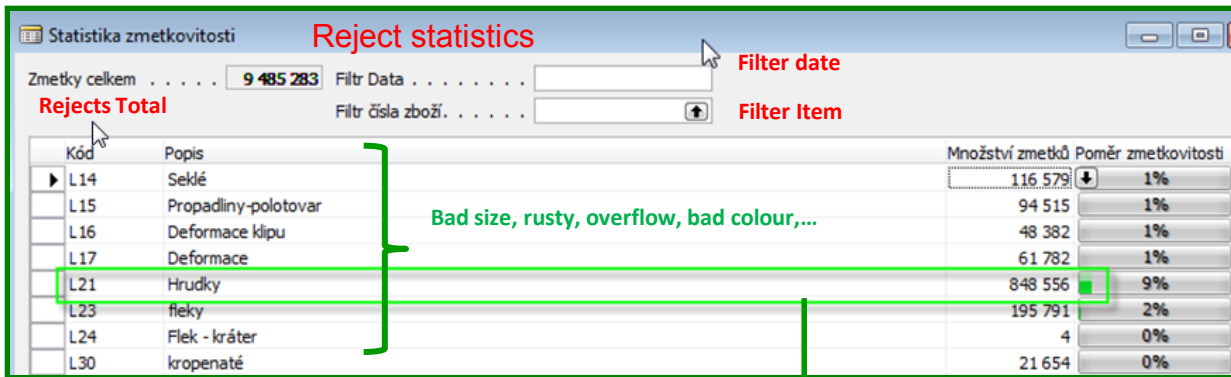 Statistika zmetkovitosti Reject statistics
Zmetky celkem . . . . . 9 485 283 Filtr Data . . . . . . . . Filter date
Rejects Total Filtr čísla zboží. . . . . . Filter Item
Kód Popis Množství zmetků Poměr zmetkovitosti
L14 Seklé 116 579 1%
L15 Propadliny-polotovar 94 515 1%
Bad size, rusty, overflow, bad colour,...
L16 Deformace klipu 48 382 1%
L17 Deformace 61 782 1%
L21 Hrudky 848 556 9%
L23 fleky 195 791 2%
L24 Flek - kráter 4 0%
L30 kropenaté 21 654 0%